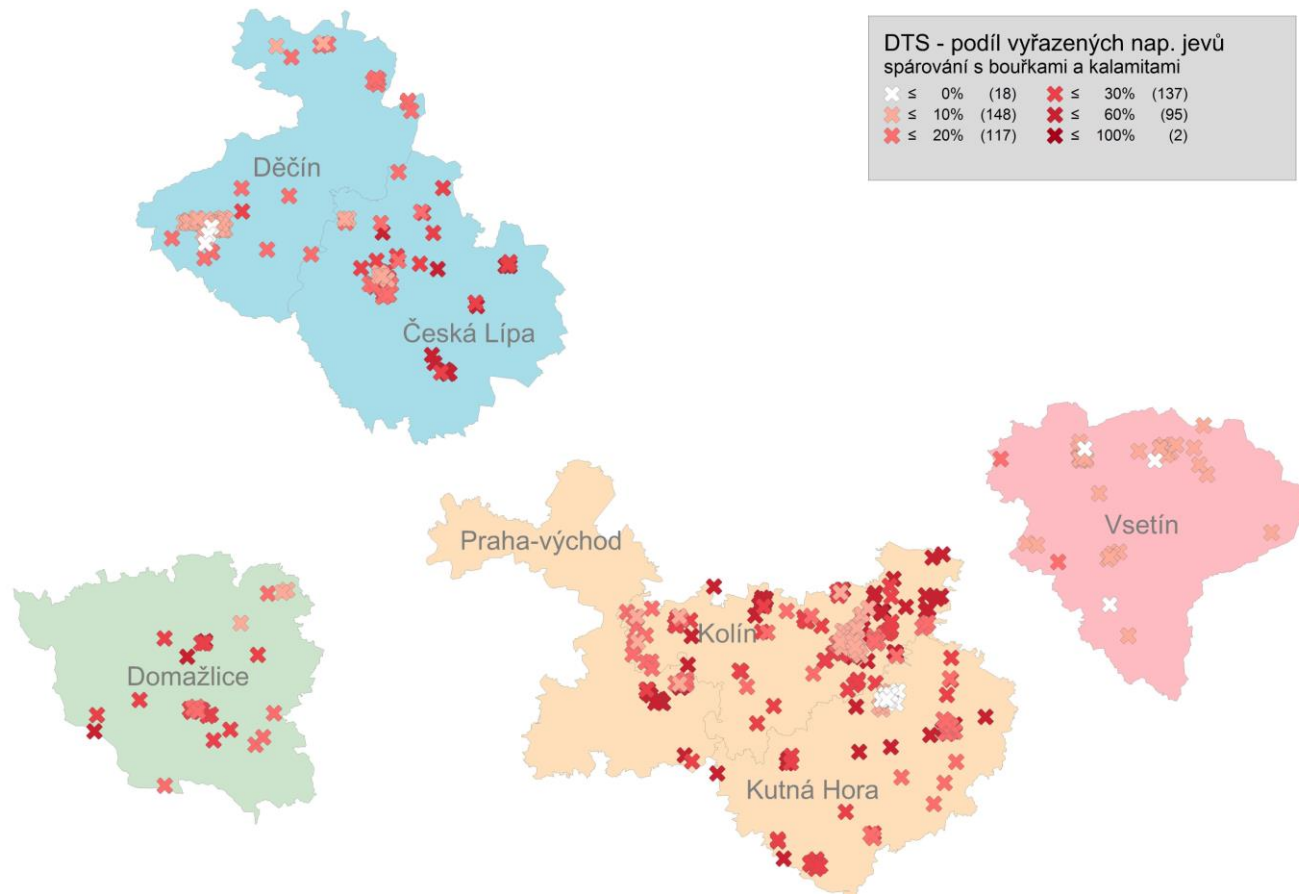 DTS - podíl vyřazených nap. jevů
spárování s bouřkami a kalamitami
≤ 0% (18) ≤ 30% (137)
≤ 10% (148) ≤ 60% (95)
≤ 20% (117) ≤ 100% (2)
Děčín
Česká Lípa
Vsetín
Praha-východ
Kolín
Domažlice
Kutná Hora